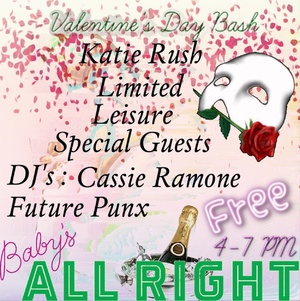 Valentine's Day Bash
Katie Rush
Limited
Leisure
Special Guests
DJ's : Cassie Ramone
Future Punx
Free
4-7 PM
Baby's
ALL RIGHT